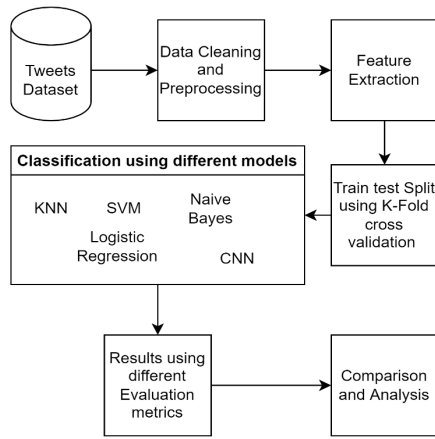 Tweets
Dataset
Data Cleaning
and
Preprocessing
Feature
Extraction
Train test Split
using K-Fold
cross
validation
Classification using different models
KNN
SVM
Naive
Bayes
Logistic
Regression
CNN
Results using
different
Evaluation
metrics
Comparison
and Analysis